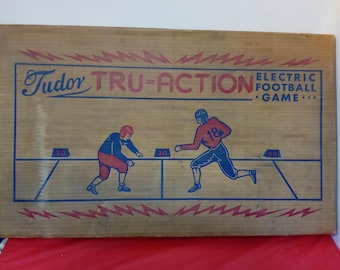 Tudor TRU-ACTION ELECTRIC
FOOTBALL
GAME
18